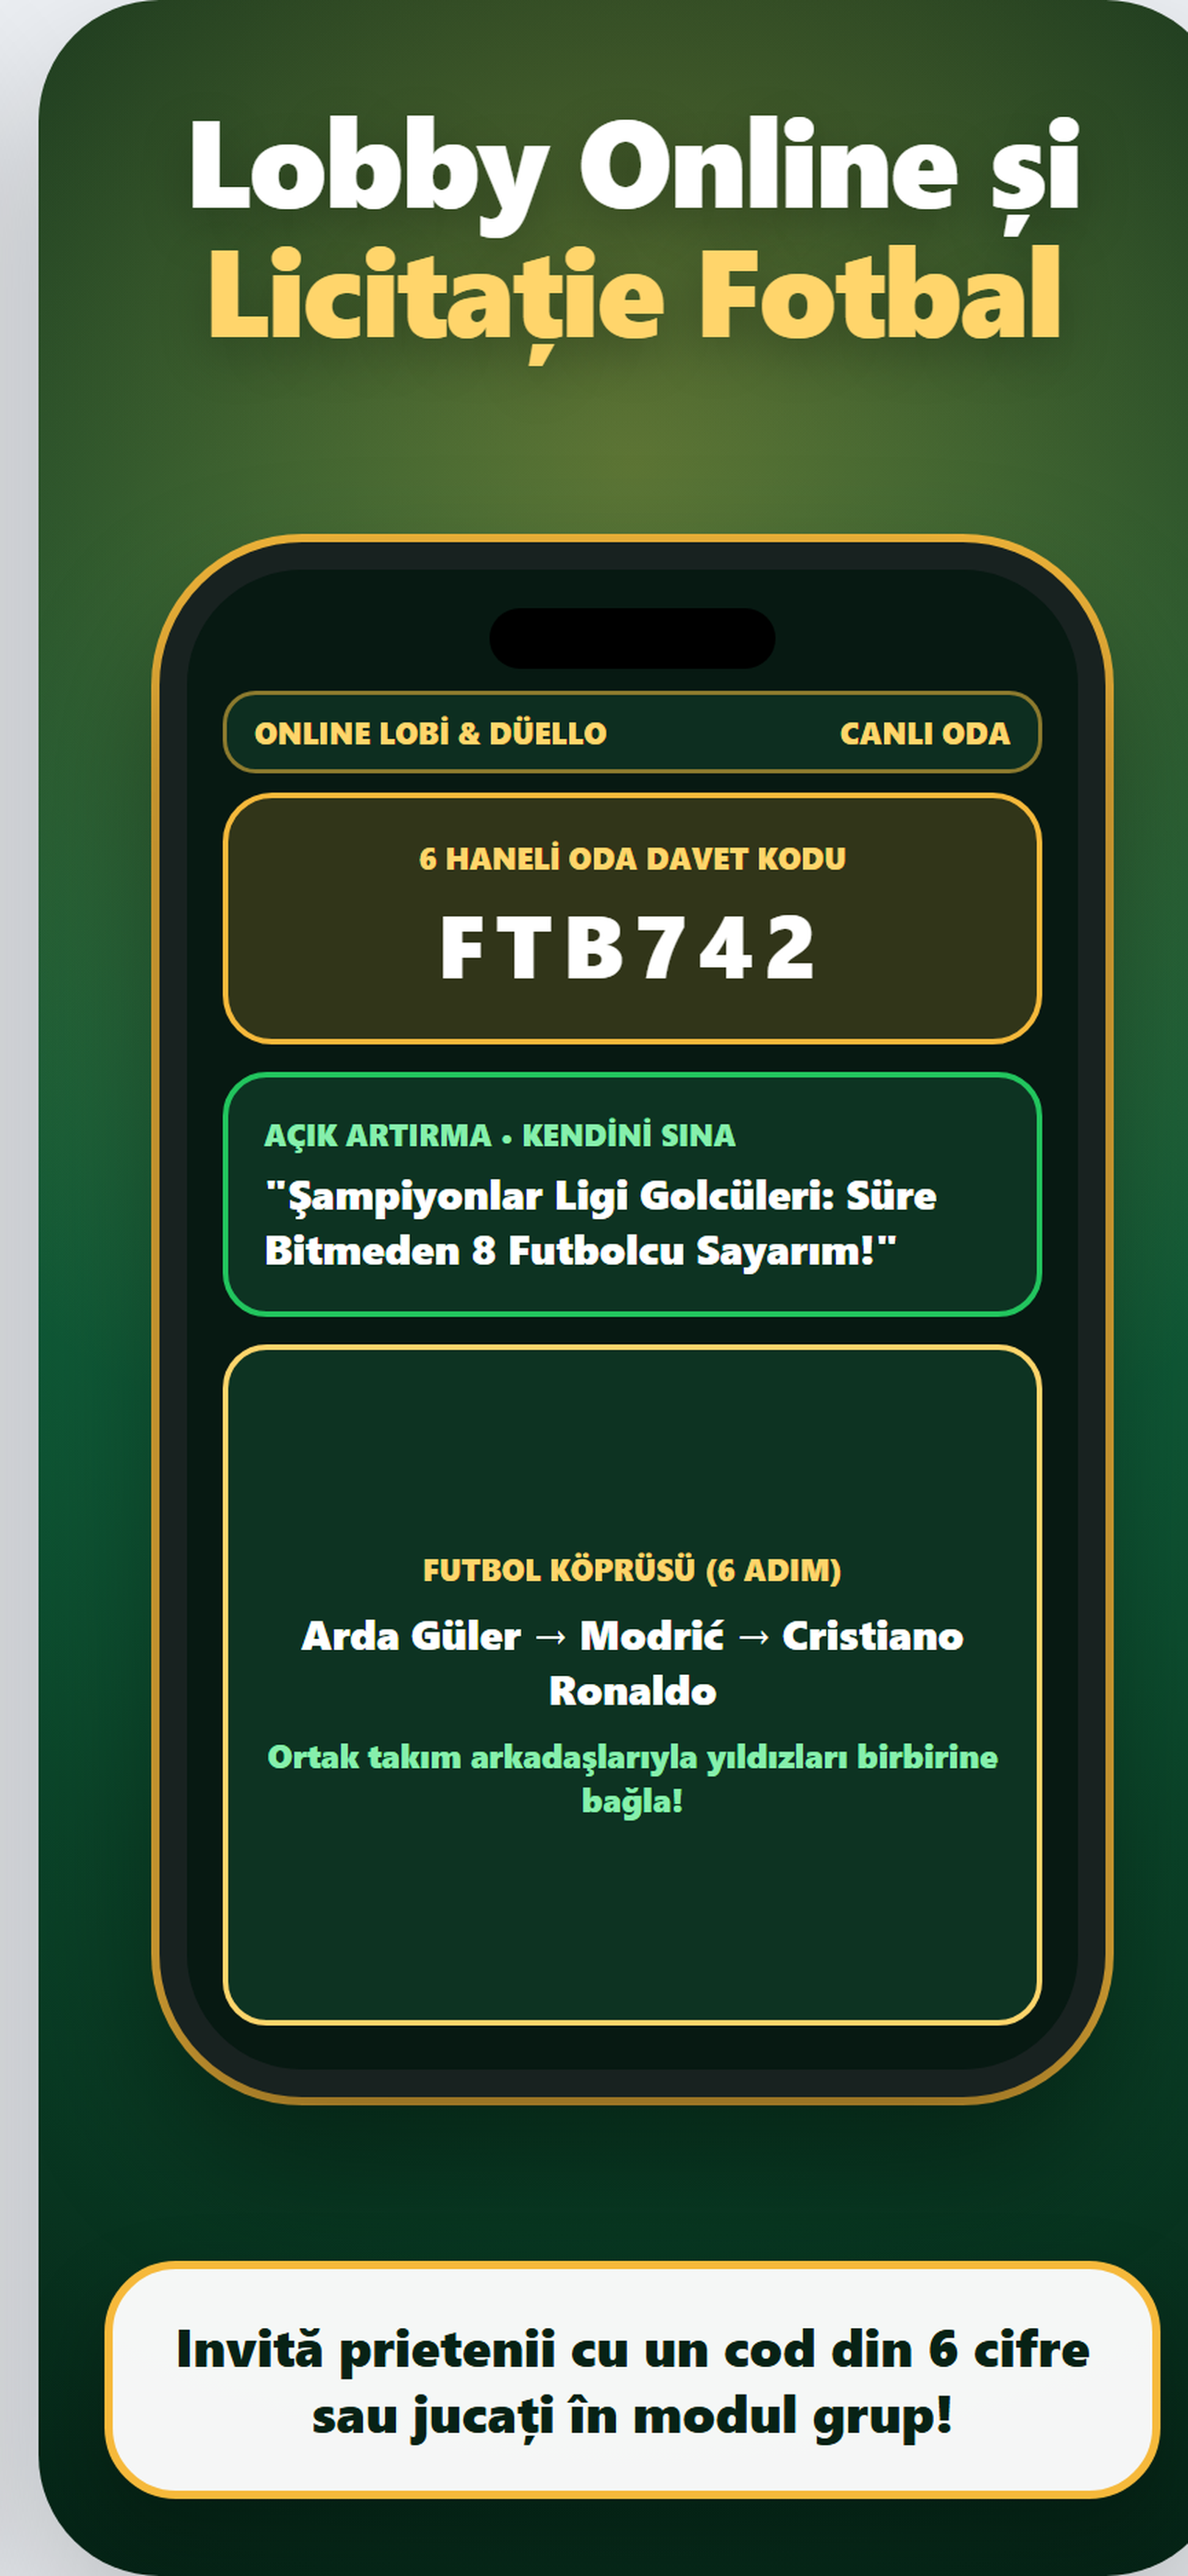 Lobby Online și
Licitație Fotbal
ONLINE LOBİ & DÜELLO
CANLI ODA
6 HANELİ ODA DAVET KODU
FTB742
AÇIK ARTIRMA • KENDİNİ SINA
"Şampiyonlar Ligi Golcüleri: Süre
Bitmeden 8 Futbolcu Sayarım!"
FUTBOL KÖPRÜSÜ (6 ADIM)
Arda Güler → Modrić → Cristiano
Ronaldo
Ortak takım arkadaşlarıyla yıldızları birbirine
bağla!
Invită prietenii cu un cod din 6 cifre
sau jucați în modul grup!